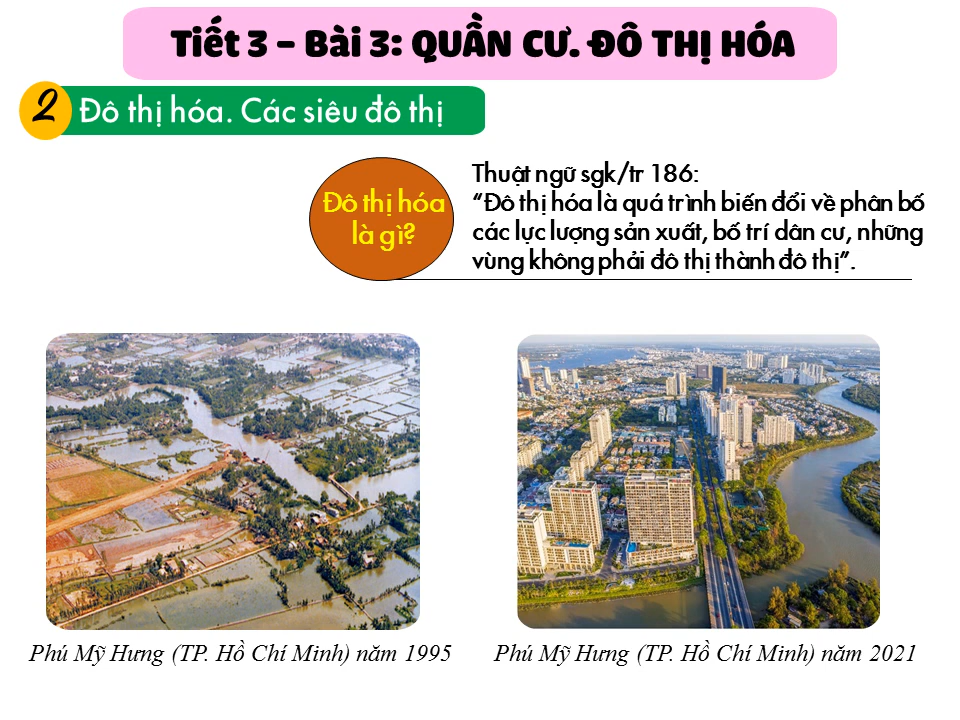 Tiết 3 – Bài 3: QUẦN CƯ. ĐÔ THỊ HÓA
2 Đô thị hóa. Các siêu đô thị
Đô thị hóa
là gì?
Thuật ngữ sgk/tr 186:
“Đô thị hóa là quá trình biến đổi về phân bố
các lực lượng sản xuất, bố trí dân cư, những
vùng không phải đô thị thành đô thị”.
Phú Mỹ Hưng (TP. Hồ Chí Minh) năm 1995
Phú Mỹ Hưng (TP. Hồ Chí Minh) năm 2021